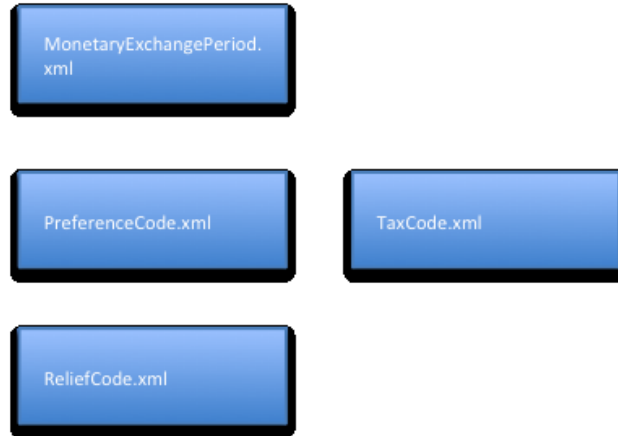 MonetaryExchangePeriod.
xml
PreferenceCode.xml
TaxCode.xml
ReliefCode.xml